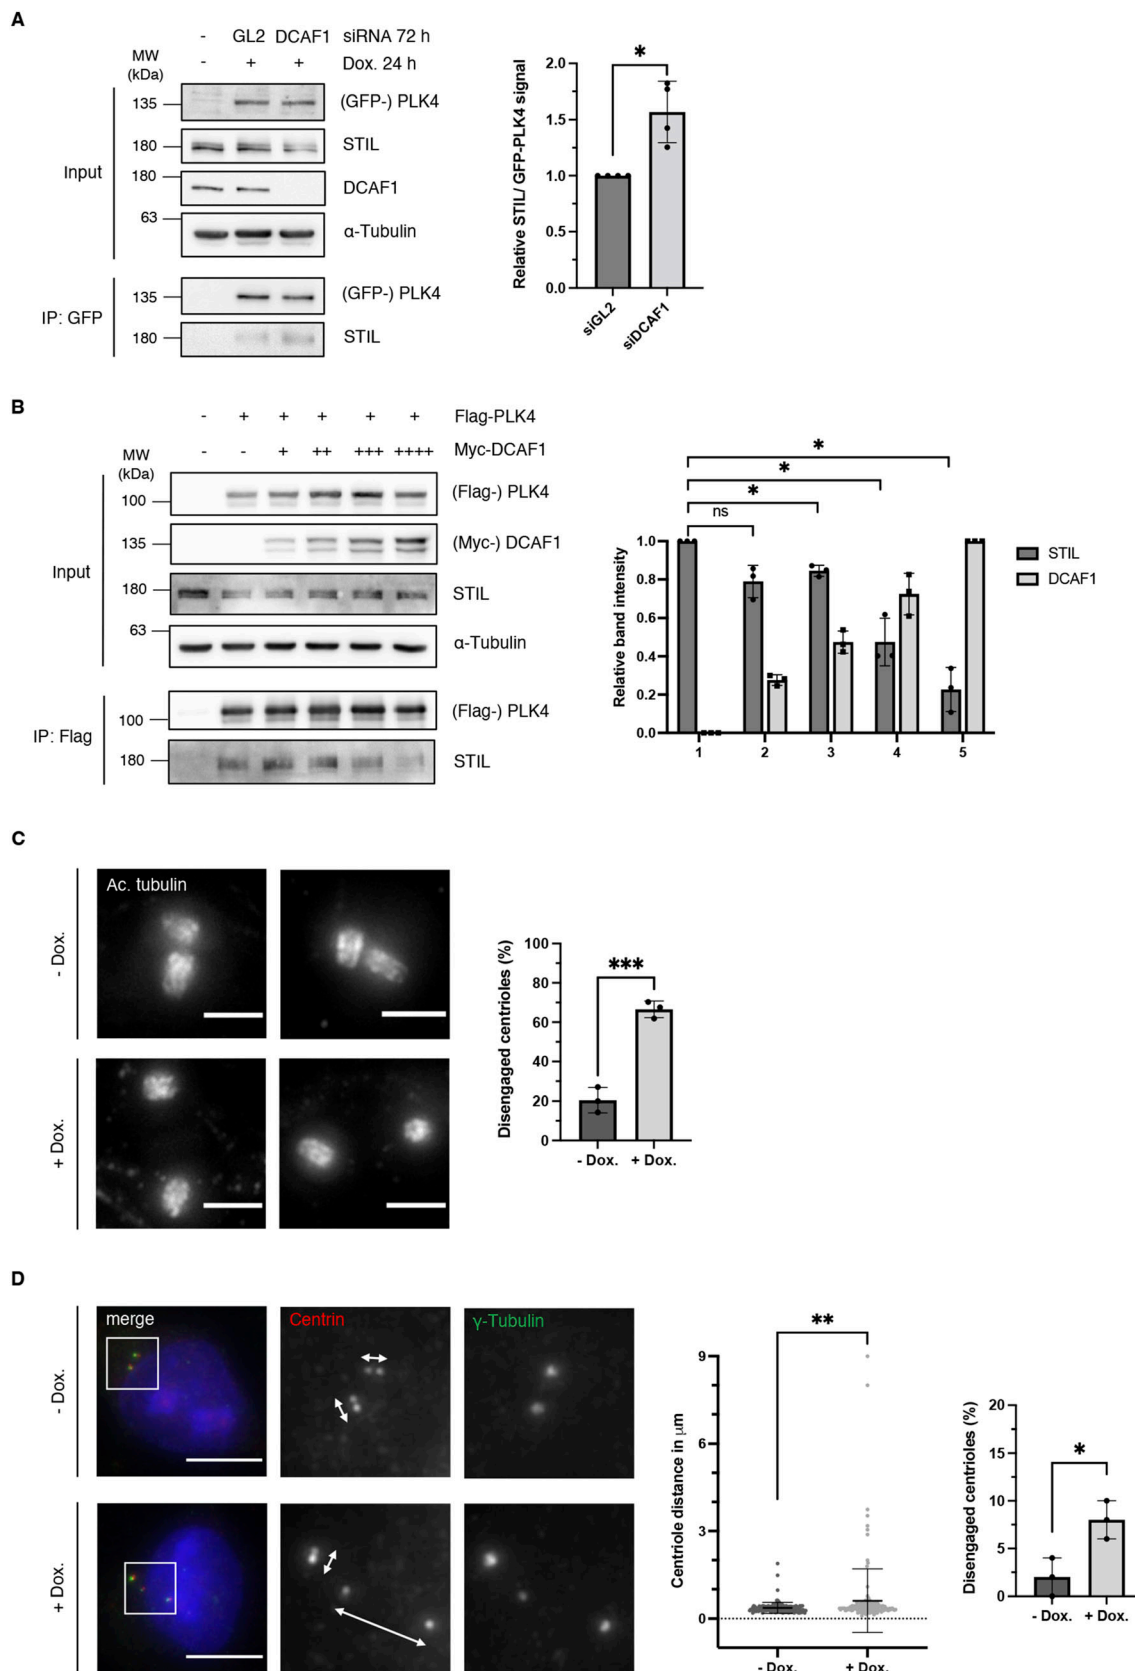 A
- GL2 DCAF1 siRNA 72 h
MW
(kDa)
- + + Dox. 24 h
Input
135
(GFP-) PLK4
180
STIL
180
DCAF1
63
α-Tubulin
IP: GFP
135
(GFP-) PLK4
180
STIL
Relative STIL/ GFP-PLK4 signal
2.0
1.5
1.0
0.5
0.0
*
siGL2
siDCAF1
B
- + + + + + Flag-PLK4
MW
(kDa)
- - + ++ +++ ++++ Myc-DCAF1
Input
100
(Flag-) PLK4
135
(Myc-) DCAF1
180
STIL
63
α-Tubulin
IP: Flag
100
(Flag-) PLK4
180
STIL
Relative band intensity
1.0
0.8
0.6
0.4
0.2
0.0
ns
*
*
*
1 2 3 4 5
STIL
DCAF1
C
- Dox.
Ac. tubulin
+ Dox.
Disengaged centrioles (%)
100
80
60
40
20
0
***
- Dox. + Dox.
D
- Dox.
merge
Centrin
γ-Tubulin
+ Dox.
Centriole distance in μm
9
6
3
0
**
- Dox. + Dox.
Disengaged centrioles (%)
20
15
10
5
0
*
- Dox. + Dox.